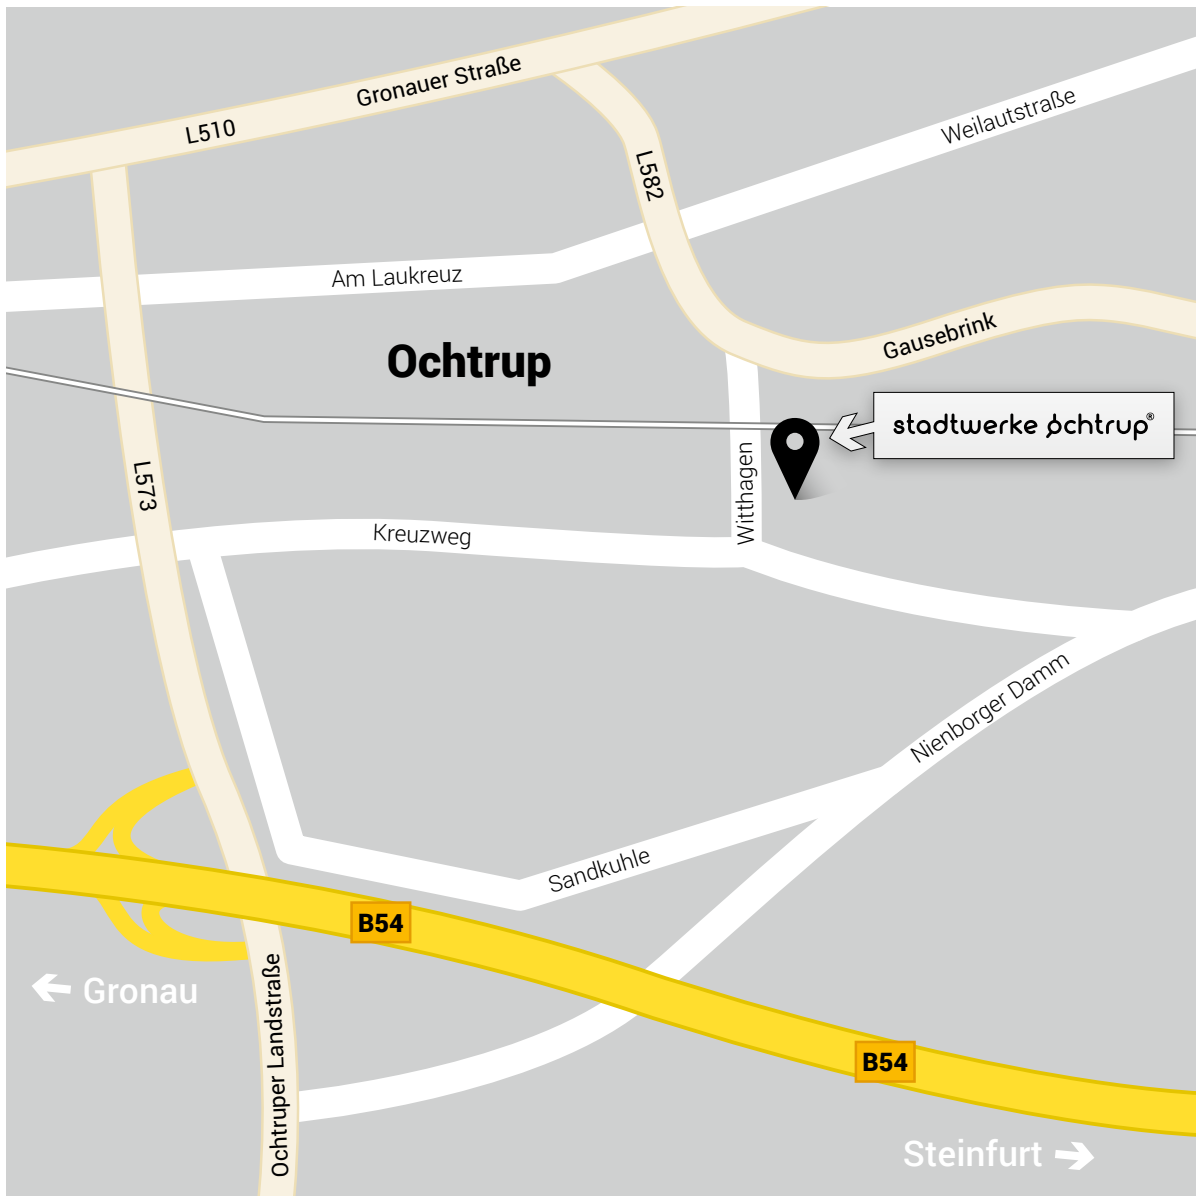 Gronauer Straße
L510
Weilautstraße
L582
Am Laukreuz
Gausebrink
Ochtrup
stadtwerke ochtrup®
Witthagen
L573
Kreuzweg
Nienborger Damm
Sandkuhle
B54
Gronau
Ochtruper Landstraße
B54
Steinfurt